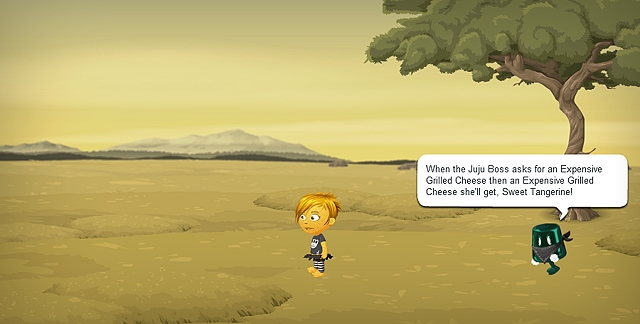 When the Juju Boss asks for an Expensive
Grilled Cheese then an Expensive Grilled
Cheese she'll get, Sweet Tangerine!